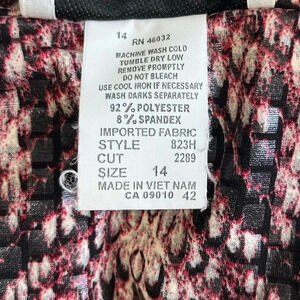 14 RN 46032
MACHINE WASH COLD
TUMBLE DRY LOW
REMOVE PROMPTLY
DO NOT BLEACH
USE COOL IRON IF NECESSARY
WASH DARKS SEPARATELY
92% POLYESTER
8% SPANDEX
IMPORTED FABRIC
STYLE 823H
CUT 2289
SIZE 14
MADE IN VIET NAM
CA 09010 42